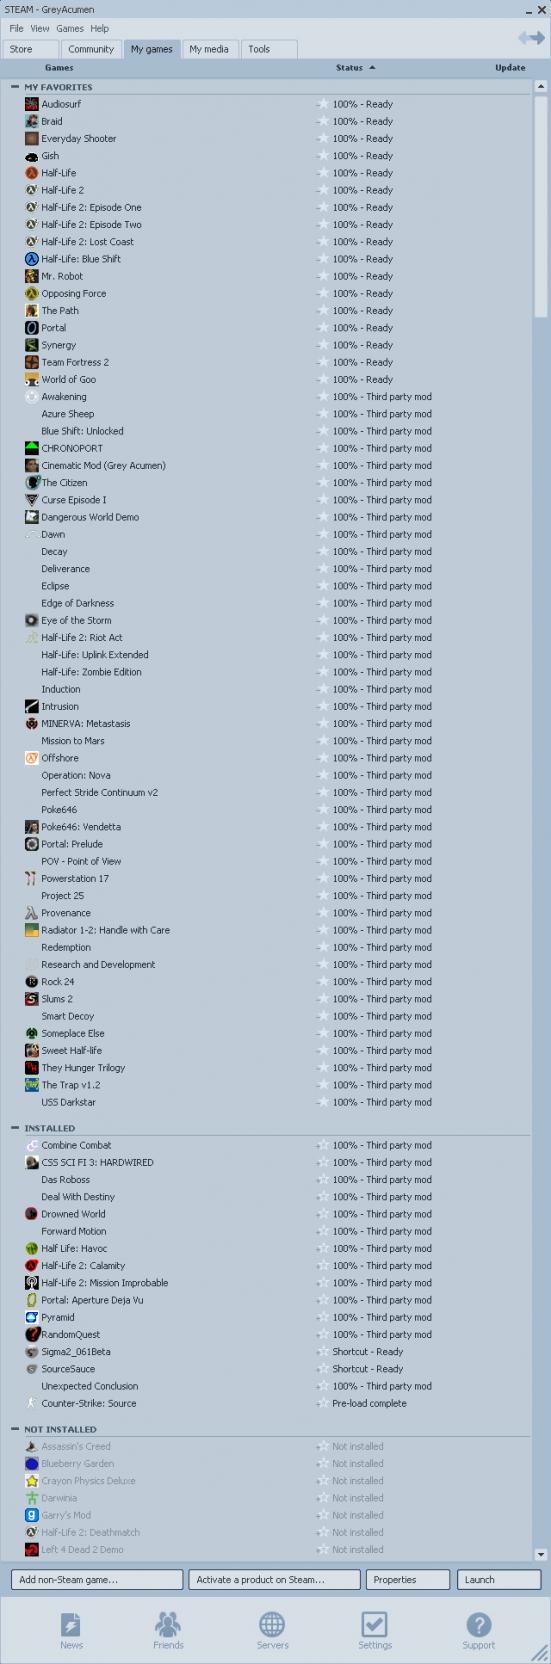 STEAM - GreyAcumen
File View Games Help
Store Community My games My media Tools
Games Status Update
MY FAVORITES
Audiosurf 100% - Ready
Braid 100% - Ready
Everyday Shooter 100% - Ready
Gish 100% - Ready
Half-Life 100% - Ready
Half-Life 2 100% - Ready
Half-Life 2: Episode One 100% - Ready
Half-Life 2: Episode Two 100% - Ready
Half-Life 2: Lost Coast 100% - Ready
Half-Life: Blue Shift 100% - Ready
Mr. Robot 100% - Ready
Opposing Force 100% - Ready
The Path 100% - Ready
Portal 100% - Ready
Synergy 100% - Ready
Team Fortress 2 100% - Ready
World of Goo 100% - Ready
Awakening 100% - Third party mod
Azure Sheep 100% - Third party mod
Blue Shift: Unlocked 100% - Third party mod
CHRONOPORT 100% - Third party mod
Cinematic Mod (Grey Acumen) 100% - Third party mod
The Citizen 100% - Third party mod
Curse Episode I 100% - Third party mod
Dangerous World Demo 100% - Third party mod
Dawn 100% - Third party mod
Decay 100% - Third party mod
Deliverance 100% - Third party mod
Eclipse 100% - Third party mod
Edge of Darkness 100% - Third party mod
Eye of the Storm 100% - Third party mod
Half-Life 2: Riot Act 100% - Third party mod
Half-Life: Uplink Extended 100% - Third party mod
Half-Life: Zombie Edition 100% - Third party mod
Induction 100% - Third party mod
Intrusion 100% - Third party mod
MINERVA: Metastasis 100% - Third party mod
Mission to Mars 100% - Third party mod
Offshore 100% - Third party mod
Operation: Nova 100% - Third party mod
Perfect Stride Continuum v2 100% - Third party mod
Poke646 100% - Third party mod
Poke646: Vendetta 100% - Third party mod
Portal: Prelude 100% - Third party mod
POV - Point of View 100% - Third party mod
Powerstation 17 100% - Third party mod
Project 25 100% - Third party mod
Provenance 100% - Third party mod
Radiator 1-2: Handle with Care 100% - Third party mod
Redemption 100% - Third party mod
Research and Development 100% - Third party mod
Rock 24 100% - Third party mod
Slums 2 100% - Third party mod
Smart Decoy 100% - Third party mod
Someplace Else 100% - Third party mod
Sweet Half-life 100% - Third party mod
They Hunger Trilogy 100% - Third party mod
The Trap v1.2 100% - Third party mod
USS Darkstar 100% - Third party mod
INSTALLED
Combine Combat 100% - Third party mod
CSS SCI FI 3: HARDWIRED 100% - Third party mod
Das Roboss 100% - Third party mod
Deal With Destiny 100% - Third party mod
Drowned World 100% - Third party mod
Forward Motion 100% - Third party mod
Half Life: Havoc 100% - Third party mod
Half-Life 2: Calamity 100% - Third party mod
Half-Life 2: Mission Improbable 100% - Third party mod
Portal: Aperture Deja Vu 100% - Third party mod
Pyramid 100% - Third party mod
RandomQuest 100% - Third party mod
Sigma2_061Beta Shortcut - Ready
SourceSauce Shortcut - Ready
Unexpected Conclusion 100% - Third party mod
Counter-Strike: Source Pre-load complete
NOT INSTALLED
Assassin's Creed Not installed
Blueberry Garden Not installed
Crayon Physics Deluxe Not installed
Darwinia Not installed
Garry's Mod Not installed
Half-Life 2: Deathmatch Not installed
Left 4 Dead 2 Demo Not installed
Add non-Steam game... Activate a product on Steam... Properties Launch
News Friends Servers Settings Support